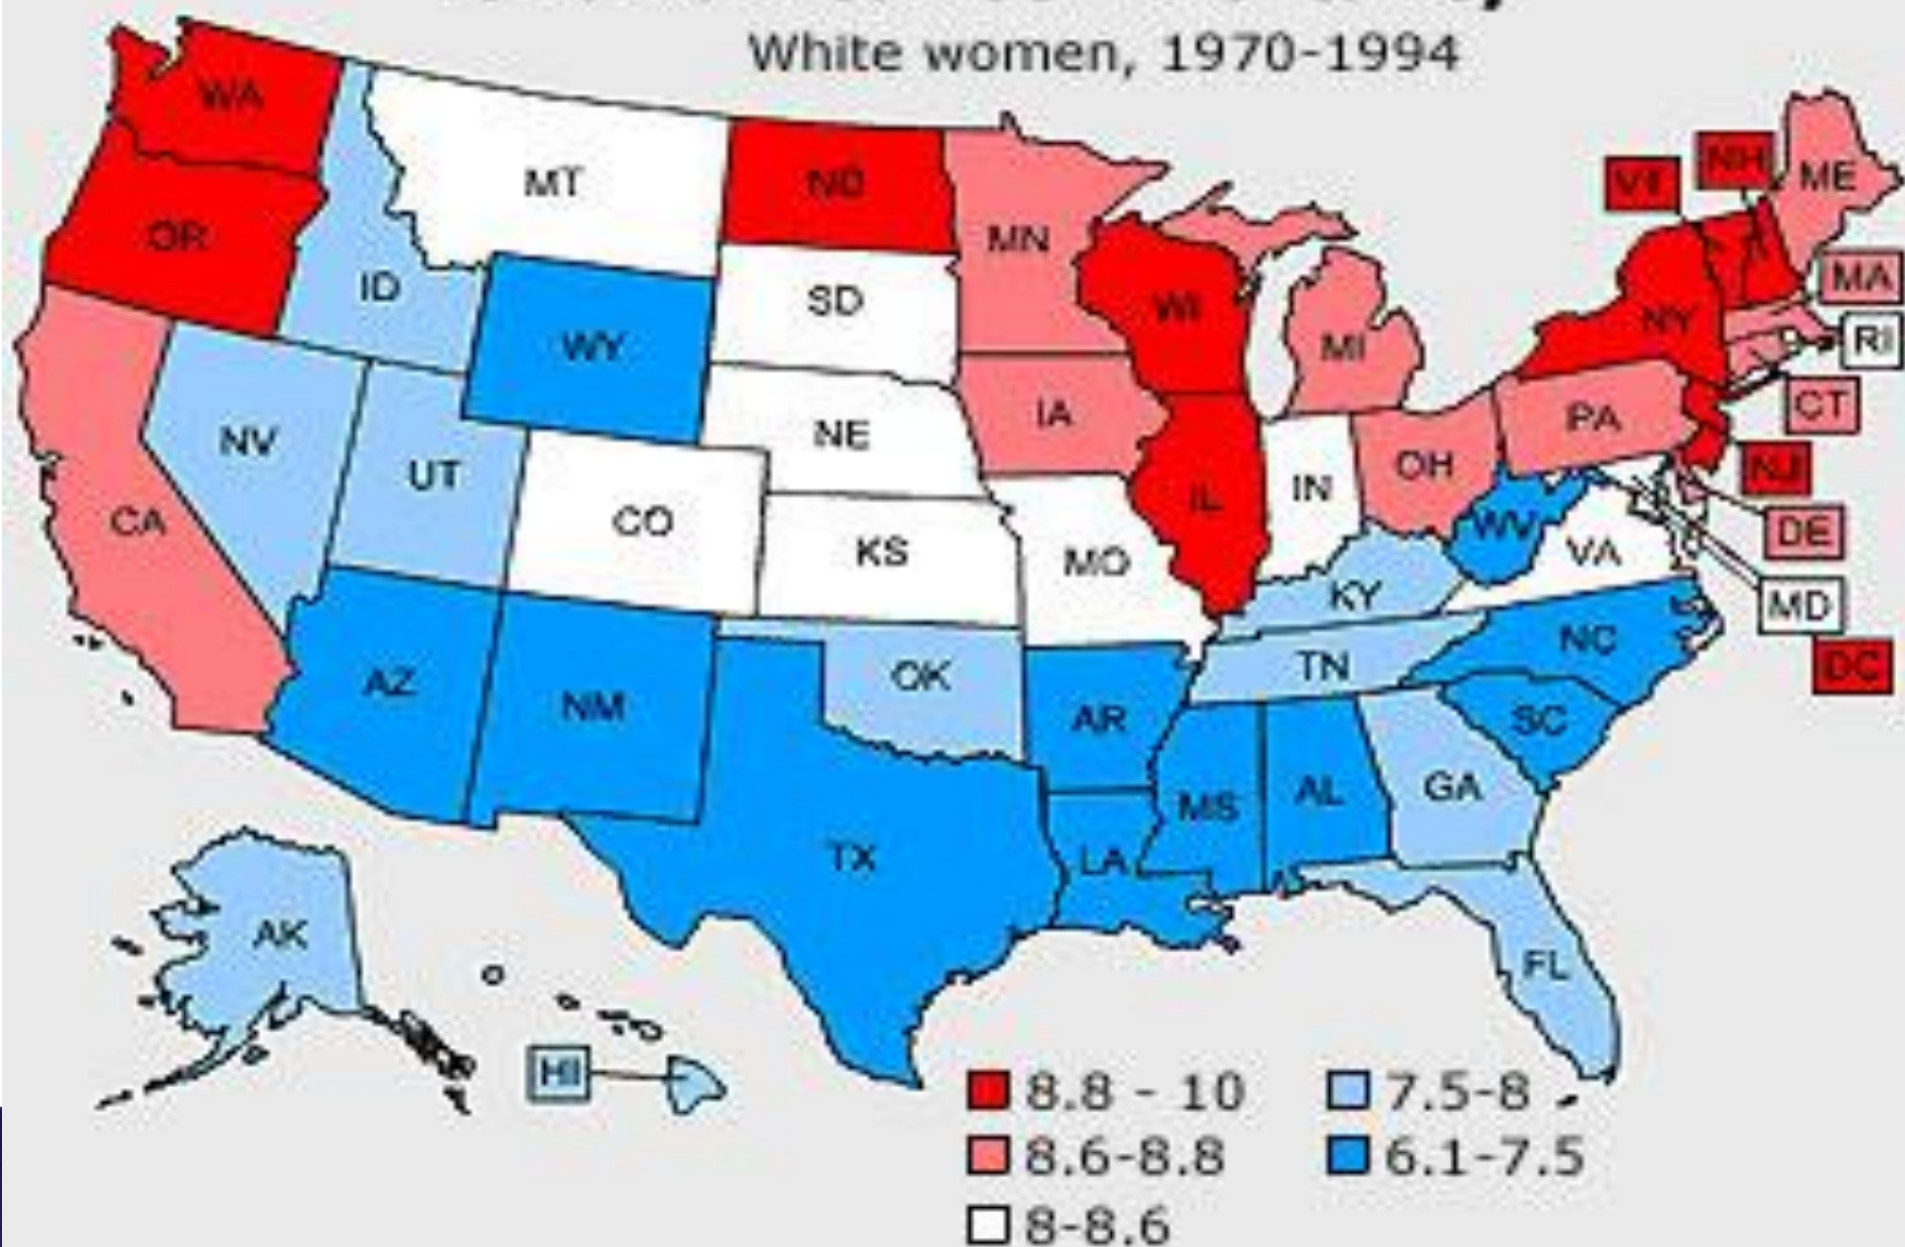 White women, 1970-1994
WA
MT
ND
MN
VT
NH
ME
OR
ID
SD
WI
MI
NY
MA
RI
WY
IA
PA
CT
NV
UT
NE
IL
IN
OH
NJ
CA
CO
KS
MO
WV
VA
DE
KY
MD
AZ
NM
OK
AR
TN
NC
DC
SC
TX
LA
MS
AL
GA
AK
FL
HI
8.8 - 10
7.5-8
8.6-8.8
6.1-7.5
8-8.6